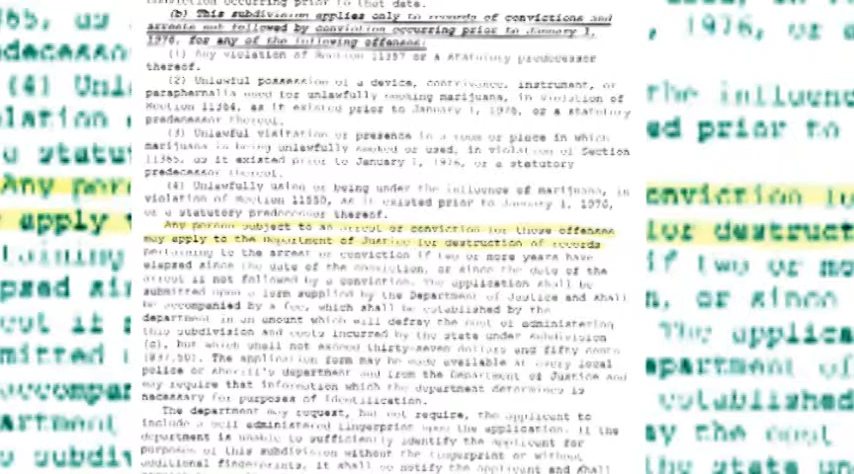 conviction occurring prior to that date.
(b) This subdivision applies only to records of convictions and
arrests not followed by conviction occurring prior to January 1,
1976, for any of the following offenses:
(1) Any violation of Section 11357 or a statutory predecessor
thereof.
(2) Unlawful possession of a device, contrivance, instrument, or
paraphernalia used for unlawfully smoking marijuana, in violation of
Section 11364, as it existed prior to January 1, 1976, or a statutory
predecessor thereof.
(3) Unlawful visitation or presence in a room or place in which
marijuana is being unlawfully smoked or used, in violation of Section
11365, as it existed prior to January 1, 1976, or a statutory
predecessor thereof.
(4) Unlawfully using or being under the influence of marijuana, in
violation of Section 11550, as it existed prior to January 1, 1976,
or a statutory predecessor thereof.
Any person subject to an arrest or conviction for those offenses
may apply to the Department of Justice for destruction of records
pertaining to the arrest or conviction if two or more years have
elapsed since the date of the conviction, or since the date of the
arrest if not followed by a conviction. The application shall be
submitted upon a form supplied by the Department of Justice and shall
be accompanied by a fee, which shall be established by the
department in an amount which will defray the cost of administering
this subdivision and costs incurred by the state under subdivision
(c), but which shall not exceed thirty-seven dollars and fifty cents
($37.50). The application form may be made available at every local
police or sheriff's department and from the Department of Justice and
may require that information which the department determines is
necessary for purposes of identification.
The department may request, but not require, the applicant to
include a self administered fingerprint upon the application. If the
department is unable to sufficiently identify the applicant for
purposes of this subdivision without the fingerprint or without
additional fingerprints, it shall so notify the applicant and shall